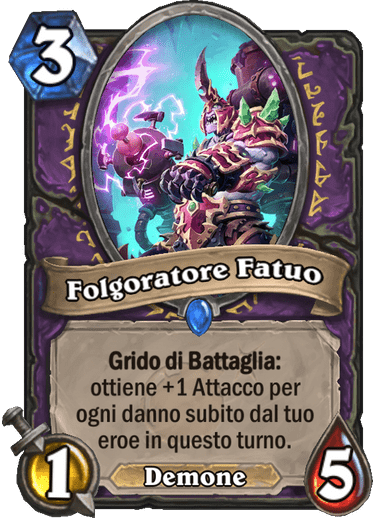 3
Folgoratore Fatuo
Grido di Battaglia:
ottiene +1 Attacco per
ogni danno subito dal tuo
eroe in questo turno.
1
Demone
5